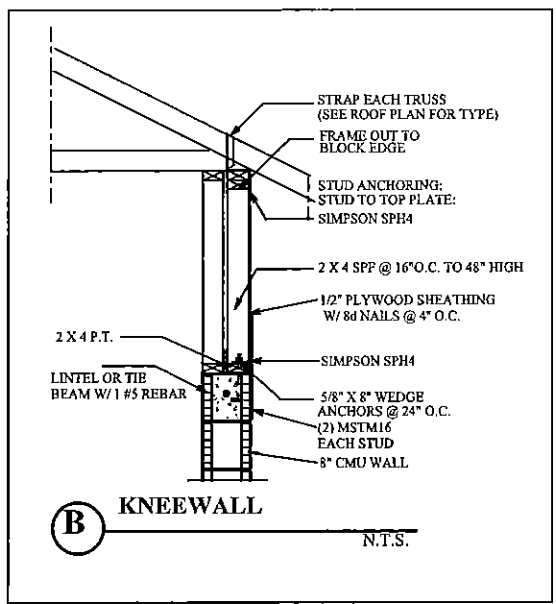 STRAP EACH TRUSS
(SEE ROOF PLAN FOR TYPE)
FRAME OUT TO
BLOCK EDGE
STUD ANCHORING:
STUD TO TOP PLATE:
SIMPSON SPH4
2 X 4 SPF @ 16"O.C. TO 48" HIGH
1/2" PLYWOOD SHEATHING
W/ 8d NAILS @ 4" O.C.
2 X 4 P.T.
SIMPSON SPH4
LINTEL OR TIE
BEAM W/ 1 #5 REBAR
5/8" X 8" WEDGE
ANCHORS @ 24" O.C.
(2) MSTM16
EACH STUD
8" CMU WALL
B
KNEEWALL
N.T.S.